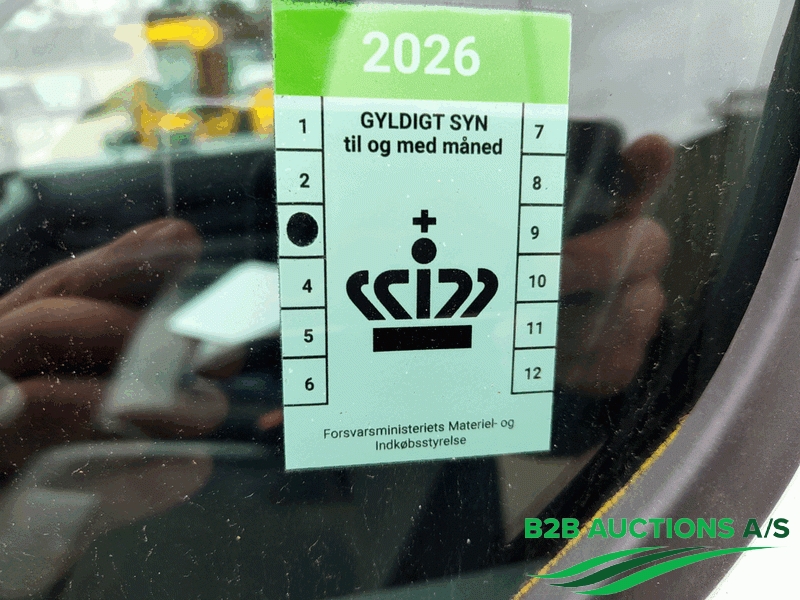 2026
GYLDIGT SYN
til og med måned
1
2
4
5
6
7
8
9
10
11
12
Forsvarsministeriets Materiel- og
Indkøbsstyrelse
B2B AUCTIONS A/S